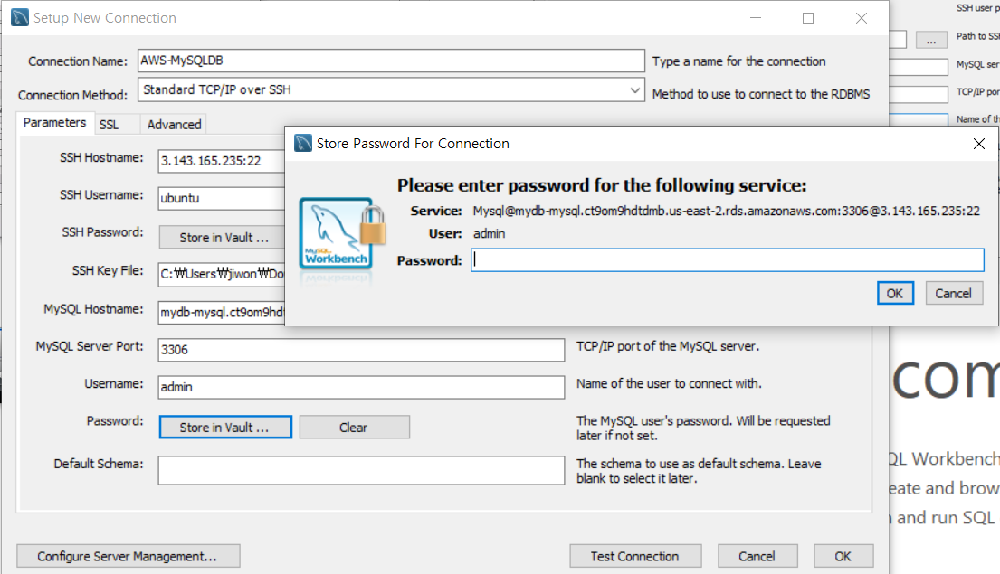 Setup New Connection
SSH user p
Connection Name: AWS-MySQLDB Type a name for the connection
... Path to SSH
Connection Method: Standard TCP/IP over SSH Method to use to connect to the RDBMS
MySQL ser
TCP/IP por
Parameters SSL Advanced
Name of th
Store Password For Connection
SSH Hostname: 3.143.165.235:22
SSH Username: ubuntu
SSH Password: Store in Vault ...
SSH Key File: C:₩Users₩jiwon₩Do
MySQL Hostname: mydb-mysql.ct9om9hdt
Please enter password for the following service:
Service: Mysql@mydb-mysql.ct9om9hdtdmb.us-east-2.rds.amazonaws.com:3306@3.143.165.235:22
User: admin
Password:
MySQL
Workbench
OK Cancel
MySQL Server Port: 3306 TCP/IP port of the MySQL server.
Username: admin Name of the user to connect with.
com
Password: Store in Vault ... Clear The MySQL user's password. Will be requested
later if not set.
Default Schema: The schema to use as default schema. Leave
blank to select it later.
QL Workbench
eate and brow
n and run SQL
Configure Server Management... Test Connection Cancel OK